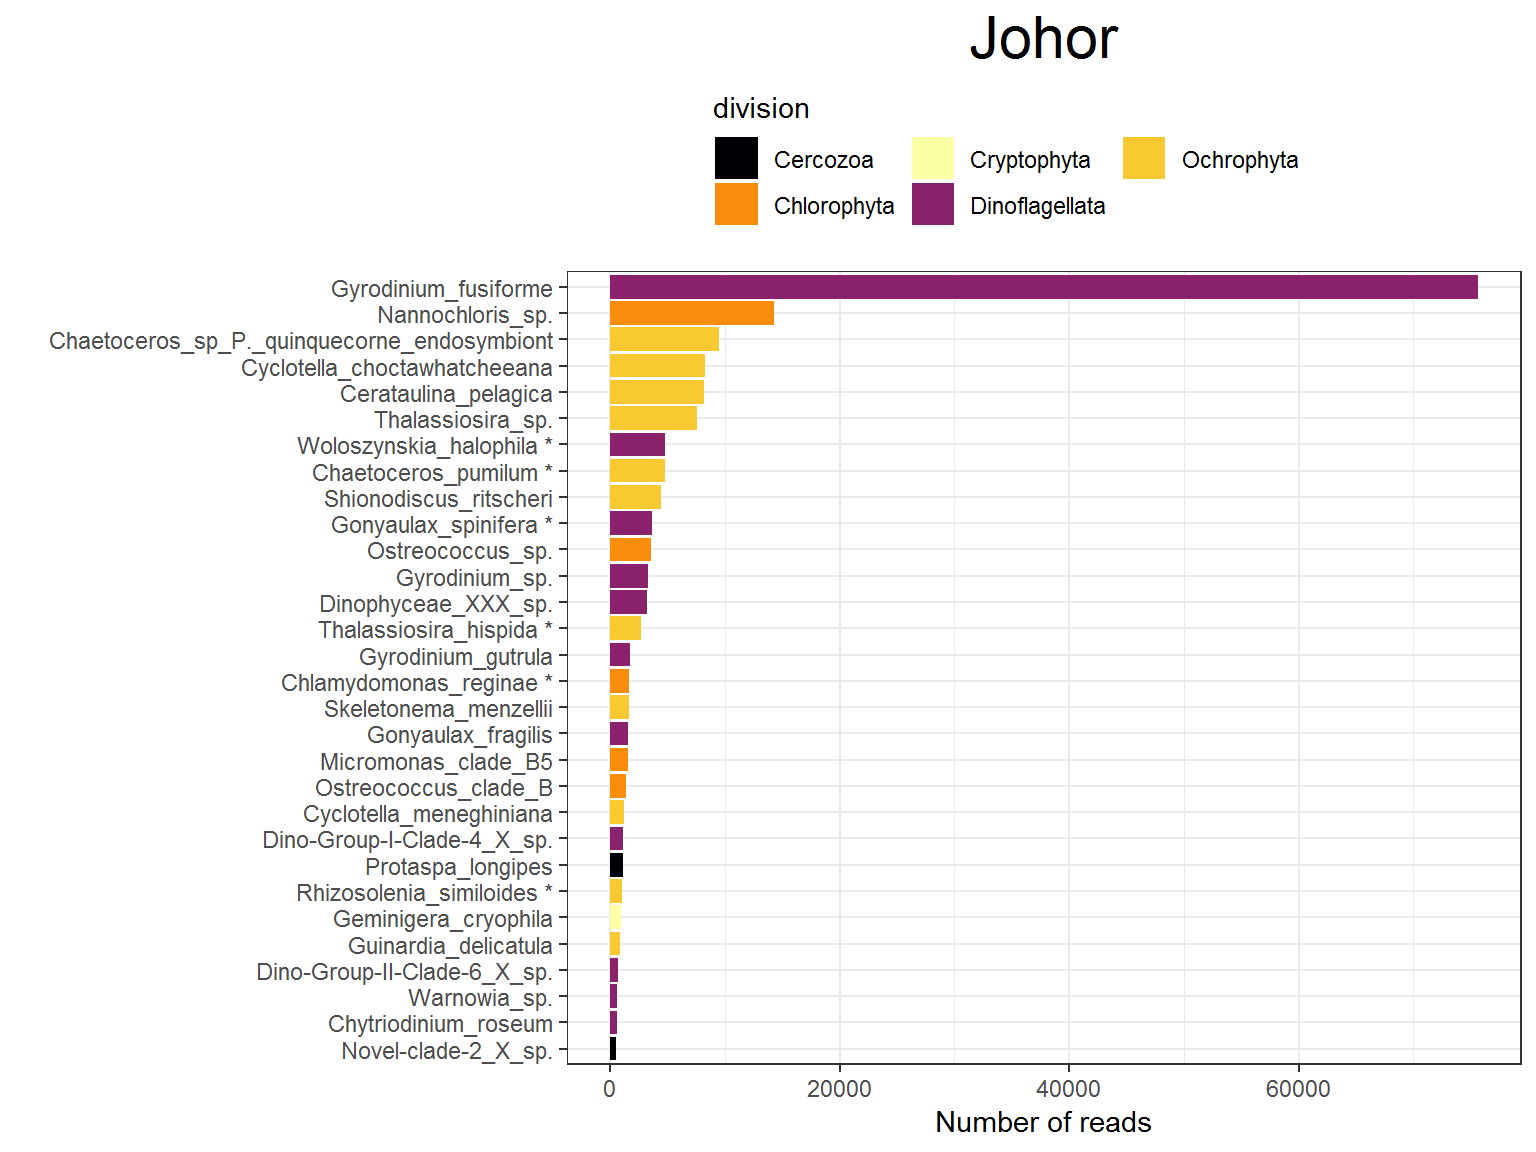 Johor
division
Cercozoa
Cryptophyta
Ochrophyta
Chlorophyta
Dinoflagellata
Gyrodinium_fusiforme
Nannochloris_sp.
Chaetoceros_sp_P._quinquecorne_endosymbiont
Cyclotella_choctawhatcheeana
Cerataulina_pelagica
Thalassiosira_sp.
Woloszynskia_halophila *
Chaetoceros_pumilum *
Shionodiscus_ritscheri
Gonyaulax_spinifera *
Ostreococcus_sp.
Gyrodinium_sp.
Dinophyceae_XXX_sp.
Thalassiosira_hispida *
Gyrodinium_gutrula
Chlamydomonas_reginae *
Skeletonema_menzellii
Gonyaulax_fragilis
Micromonas_clade_B5
Ostreococcus_clade_B
Cyclotella_meneghiniana
Dino-Group-I-Clade-4_X_sp.
Protaspa_longipes
Rhizosolenia_similoides *
Geminigera_cryophila
Guinardia_delicatula
Dino-Group-II-Clade-6_X_sp.
Warnowia_sp.
Chytriodinium_roseum
Novel-clade-2_X_sp.
0 20000 40000 60000
Number of reads